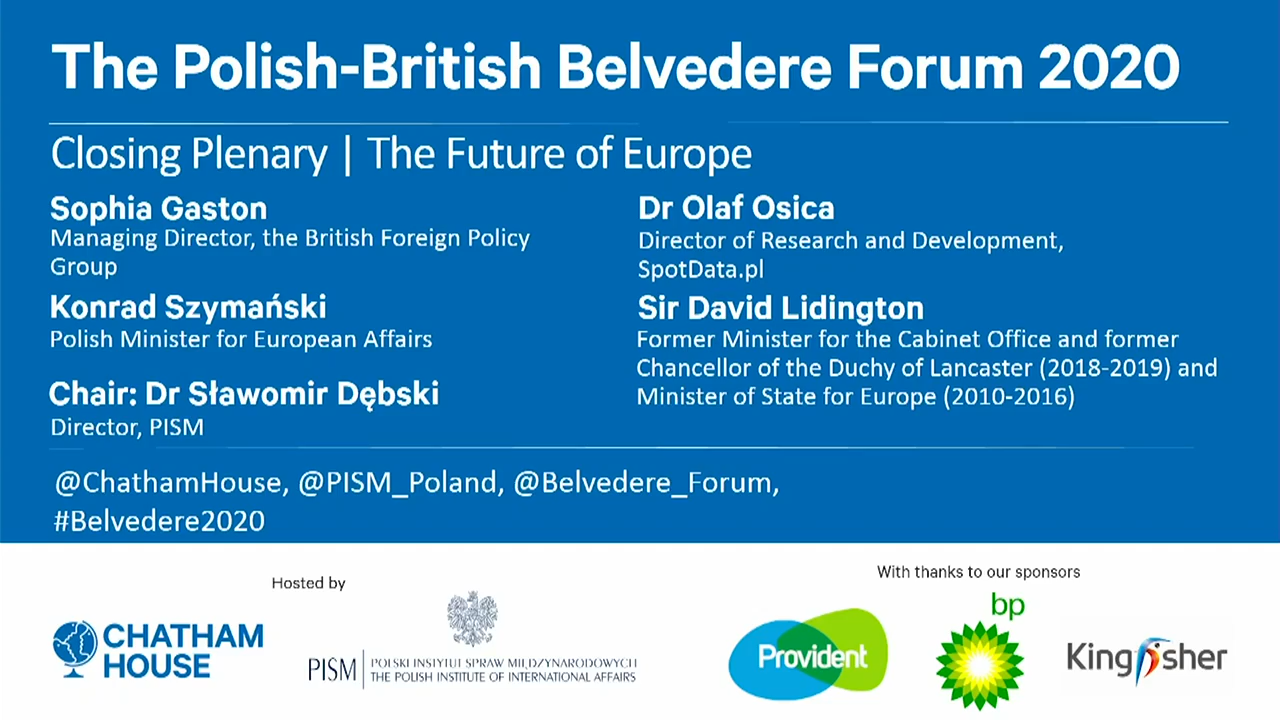 The Polish-British Belvedere Forum 2020
Closing Plenary | The Future of Europe
Sophia Gaston
Managing Director, the British Foreign Policy
Group
Konrad Szymański
Polish Minister for European Affairs
Chair: Dr Sławomir Dębski
Director, PISM
Dr Olaf Osica
Director of Research and Development,
SpotData.pl
Sir David Lidington
Former Minister for the Cabinet Office and former
Chancellor of the Duchy of Lancaster (2018-2019) and
Minister of State for Europe (2010-2016)
@ChathamHouse, @PISM_Poland, @Belvedere_Forum,
#Belvedere2020
Hosted by
CHATHAM
HOUSE
PISM
POLSKI INSTYTUT SPRAW MIĘDZYNARODOWYCH
THE POLISH INSTITUTE OF INTERNATIONAL AFFAIRS
With thanks to our sponsors
Provident
bp
Kingfisher